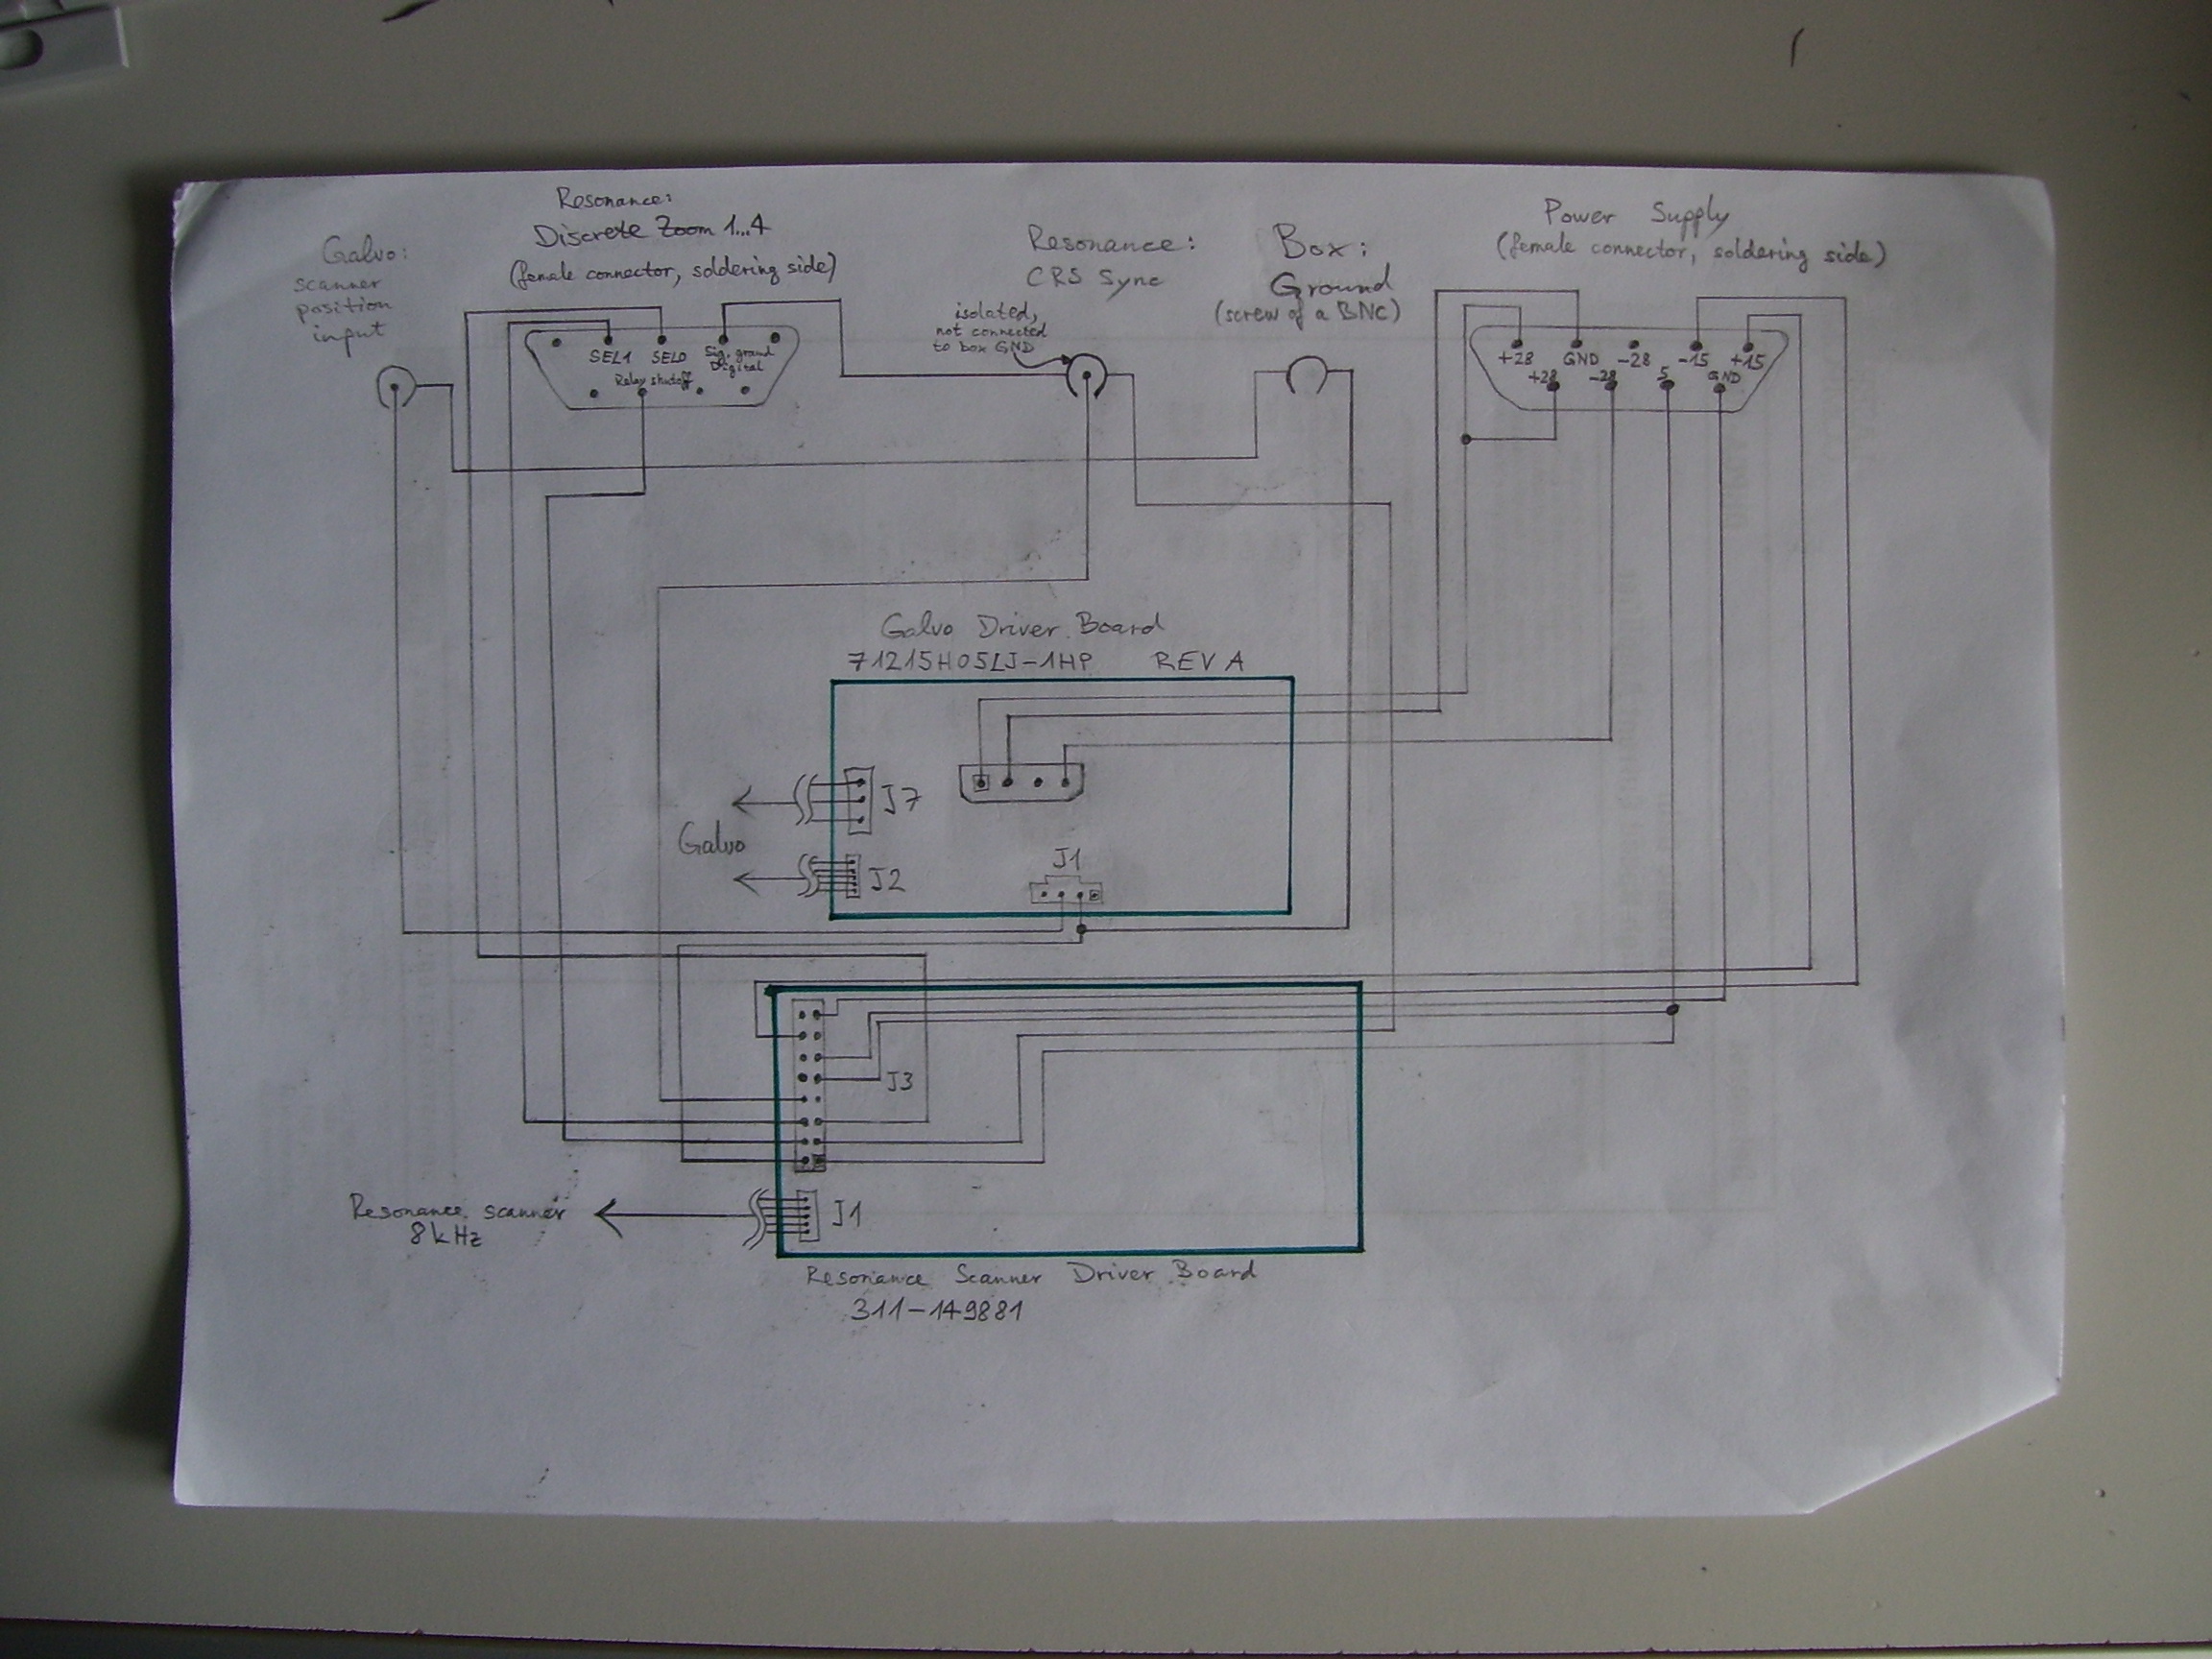 Galvo:
scanner
position
input
Resonance:
Discrete Zoom 1...4
(female connector, soldering side)
SEL1 SEL0 Sig. ground
Digital
Relay shutoff
Resonance:
CRS Sync
isolated,
not connected
to box GND
Box:
Ground
(screw of a BNC)
Power Supply
(female connector, soldering side)
+28 GND -28 -15 +15
+28 -28 5 GND
Galvo Driver Board
71215H05LJ-1HP REV A
J7
Galvo
J2
J1
J3
J1
Resonance scanner
8kHz
Resonance Scanner Driver Board
311-149881